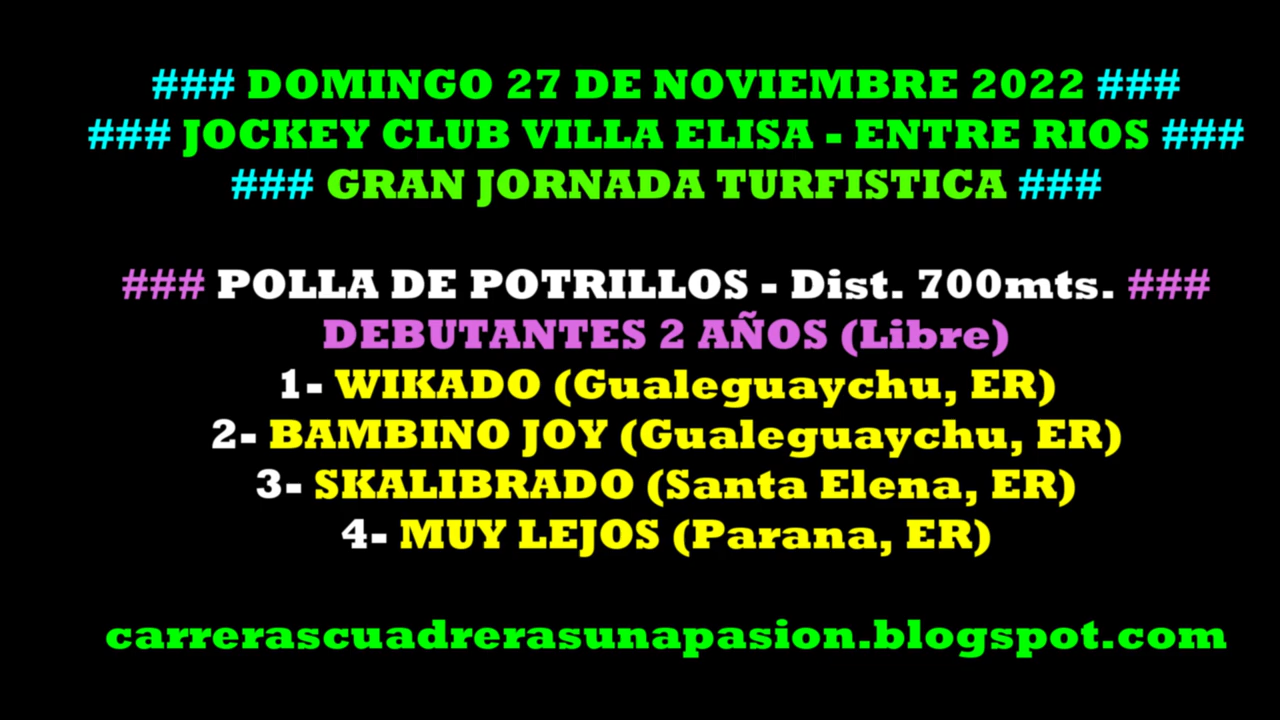 ### DOMINGO 27 DE NOVIEMBRE 2022 ###
### JOCKEY CLUB VILLA ELISA - ENTRE RIOS ###
### GRAN JORNADA TURFISTICA ###
### POLLA DE POTRILLOS - Dist. 700mts. ###
DEBUTANTES 2 AÑOS (Libre)
1- WIKADO (Gualeguaychu, ER)
2- BAMBINO JOY (Gualeguaychu, ER)
3- SKALIBRADO (Santa Elena, ER)
4- MUY LEJOS (Parana, ER)
carrerascuadrerasunapasion.blogspot.com